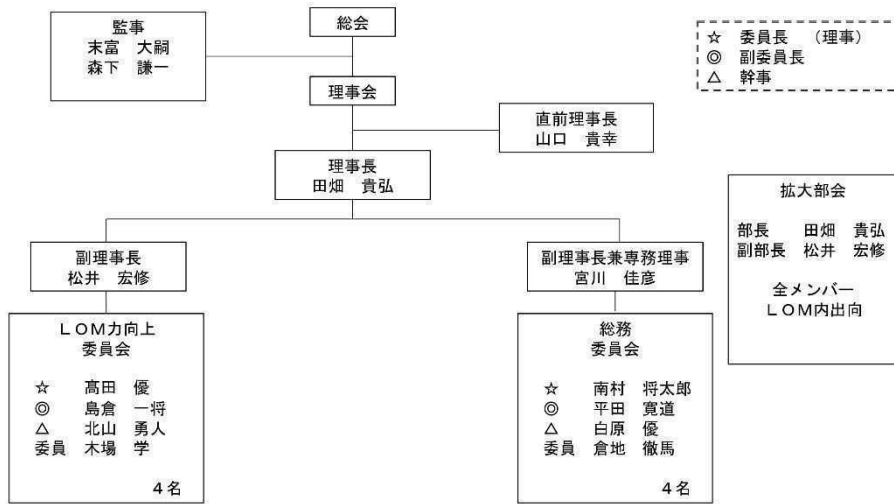 監事
末富　大嗣
森下　謙一
総会
☆　委員長　（理事）
◎　副委員長
△　幹事
理事会
直前理事長
山口　貴幸
理事長
田畑　貴弘
拡大部会
部長　　田畑　貴弘
副部長　松井　宏修
全メンバー
ＬＯＭ内出向
副理事長
松井　宏修
副理事長兼専務理事
宮川　佳彦
ＬＯＭ力向上
委員会
☆　髙田　優
◎　島倉　一将
△　北山　勇人
委員　木場　学
４名
総務
委員会
☆　南村　将太郎
◎　平田　寛道
△　白原　優
委員　倉地　徹馬
４名